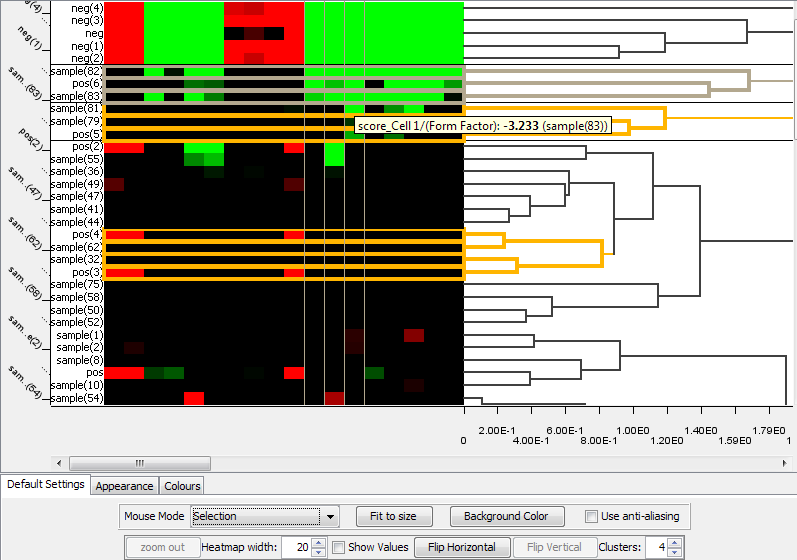 neg(4)
neg(3)
neg
neg(1)
neg(2)
sample(82)
pos(6)
sample(83)
sample(81)
sample(79)
pos(5)
pos(2)
sample(55)
sample(36)
sample(49)
sample(47)
sample(41)
sample(44)
pos(4)
sample(62)
sample(32)
pos(3)
sample(75)
sample(58)
sample(50)
sample(52)
sample(1)
sample(2)
sample(8)
pos
sample(10)
sample(54)
neg(1)
sam...(83)
pos(2)
sam...(47)
sam...(62)
sam...(58)
sam...e(2)
sam...(54)
score_Cell 1/(Form Factor): -3.233 (sample(83))
2.00E-1 6.00E-1 1.00E0 1.40E0 1.79E0
0 4.00E-1 8.00E-1 1.20E0 1.59E0 1
Default Settings Appearance Colours
Mouse Mode Selection Fit to size Background Color Use anti-aliasing
zoom out Heatmap width: 20 Show Values Flip Horizontal Flip Vertical Clusters: 4